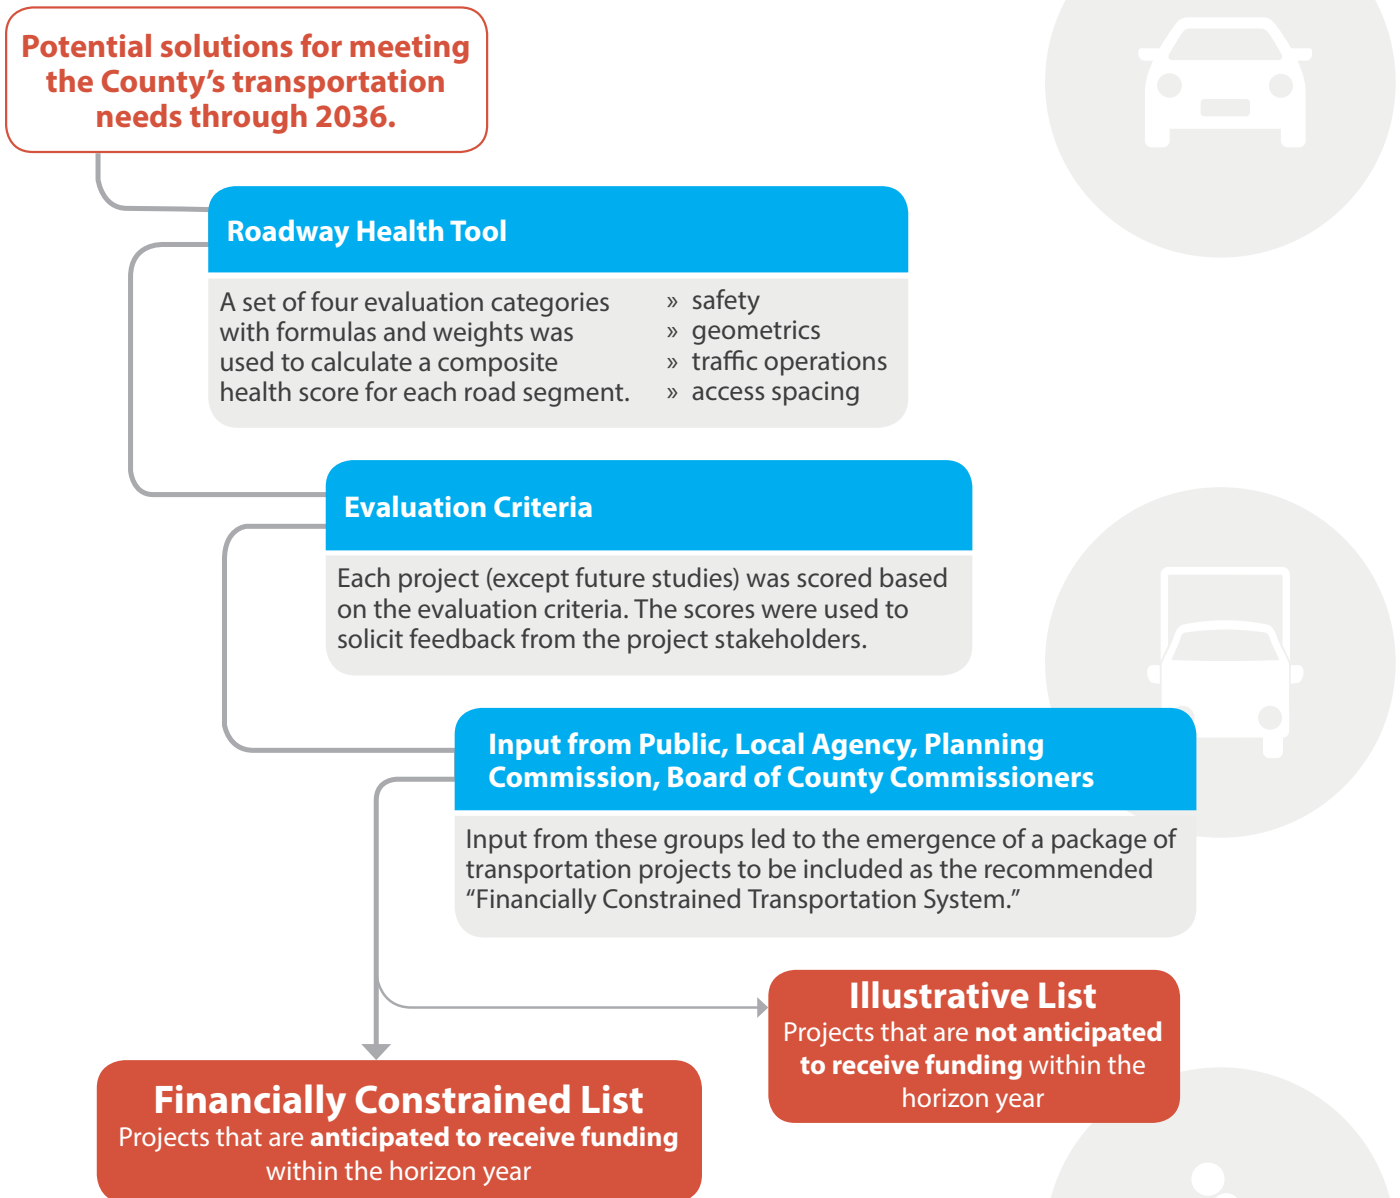 Potential solutions for meeting
the County’s transportation
needs through 2036.
Roadway Health Tool
A set of four evaluation categories
with formulas and weights was
used to calculate a composite
health score for each road segment.
» safety
» geometrics
» traffic operations
» access spacing
Evaluation Criteria
Each project (except future studies) was scored based
on the evaluation criteria. The scores were used to
solicit feedback from the project stakeholders.
Input from Public, Local Agency, Planning
Commission, Board of County Commissioners
Input from these groups led to the emergence of a package of
transportation projects to be included as the recommended
“Financially Constrained Transportation System.”
Illustrative List
Projects that are not anticipated
to receive funding within the
horizon year
Financially Constrained List
Projects that are anticipated to receive funding
within the horizon year